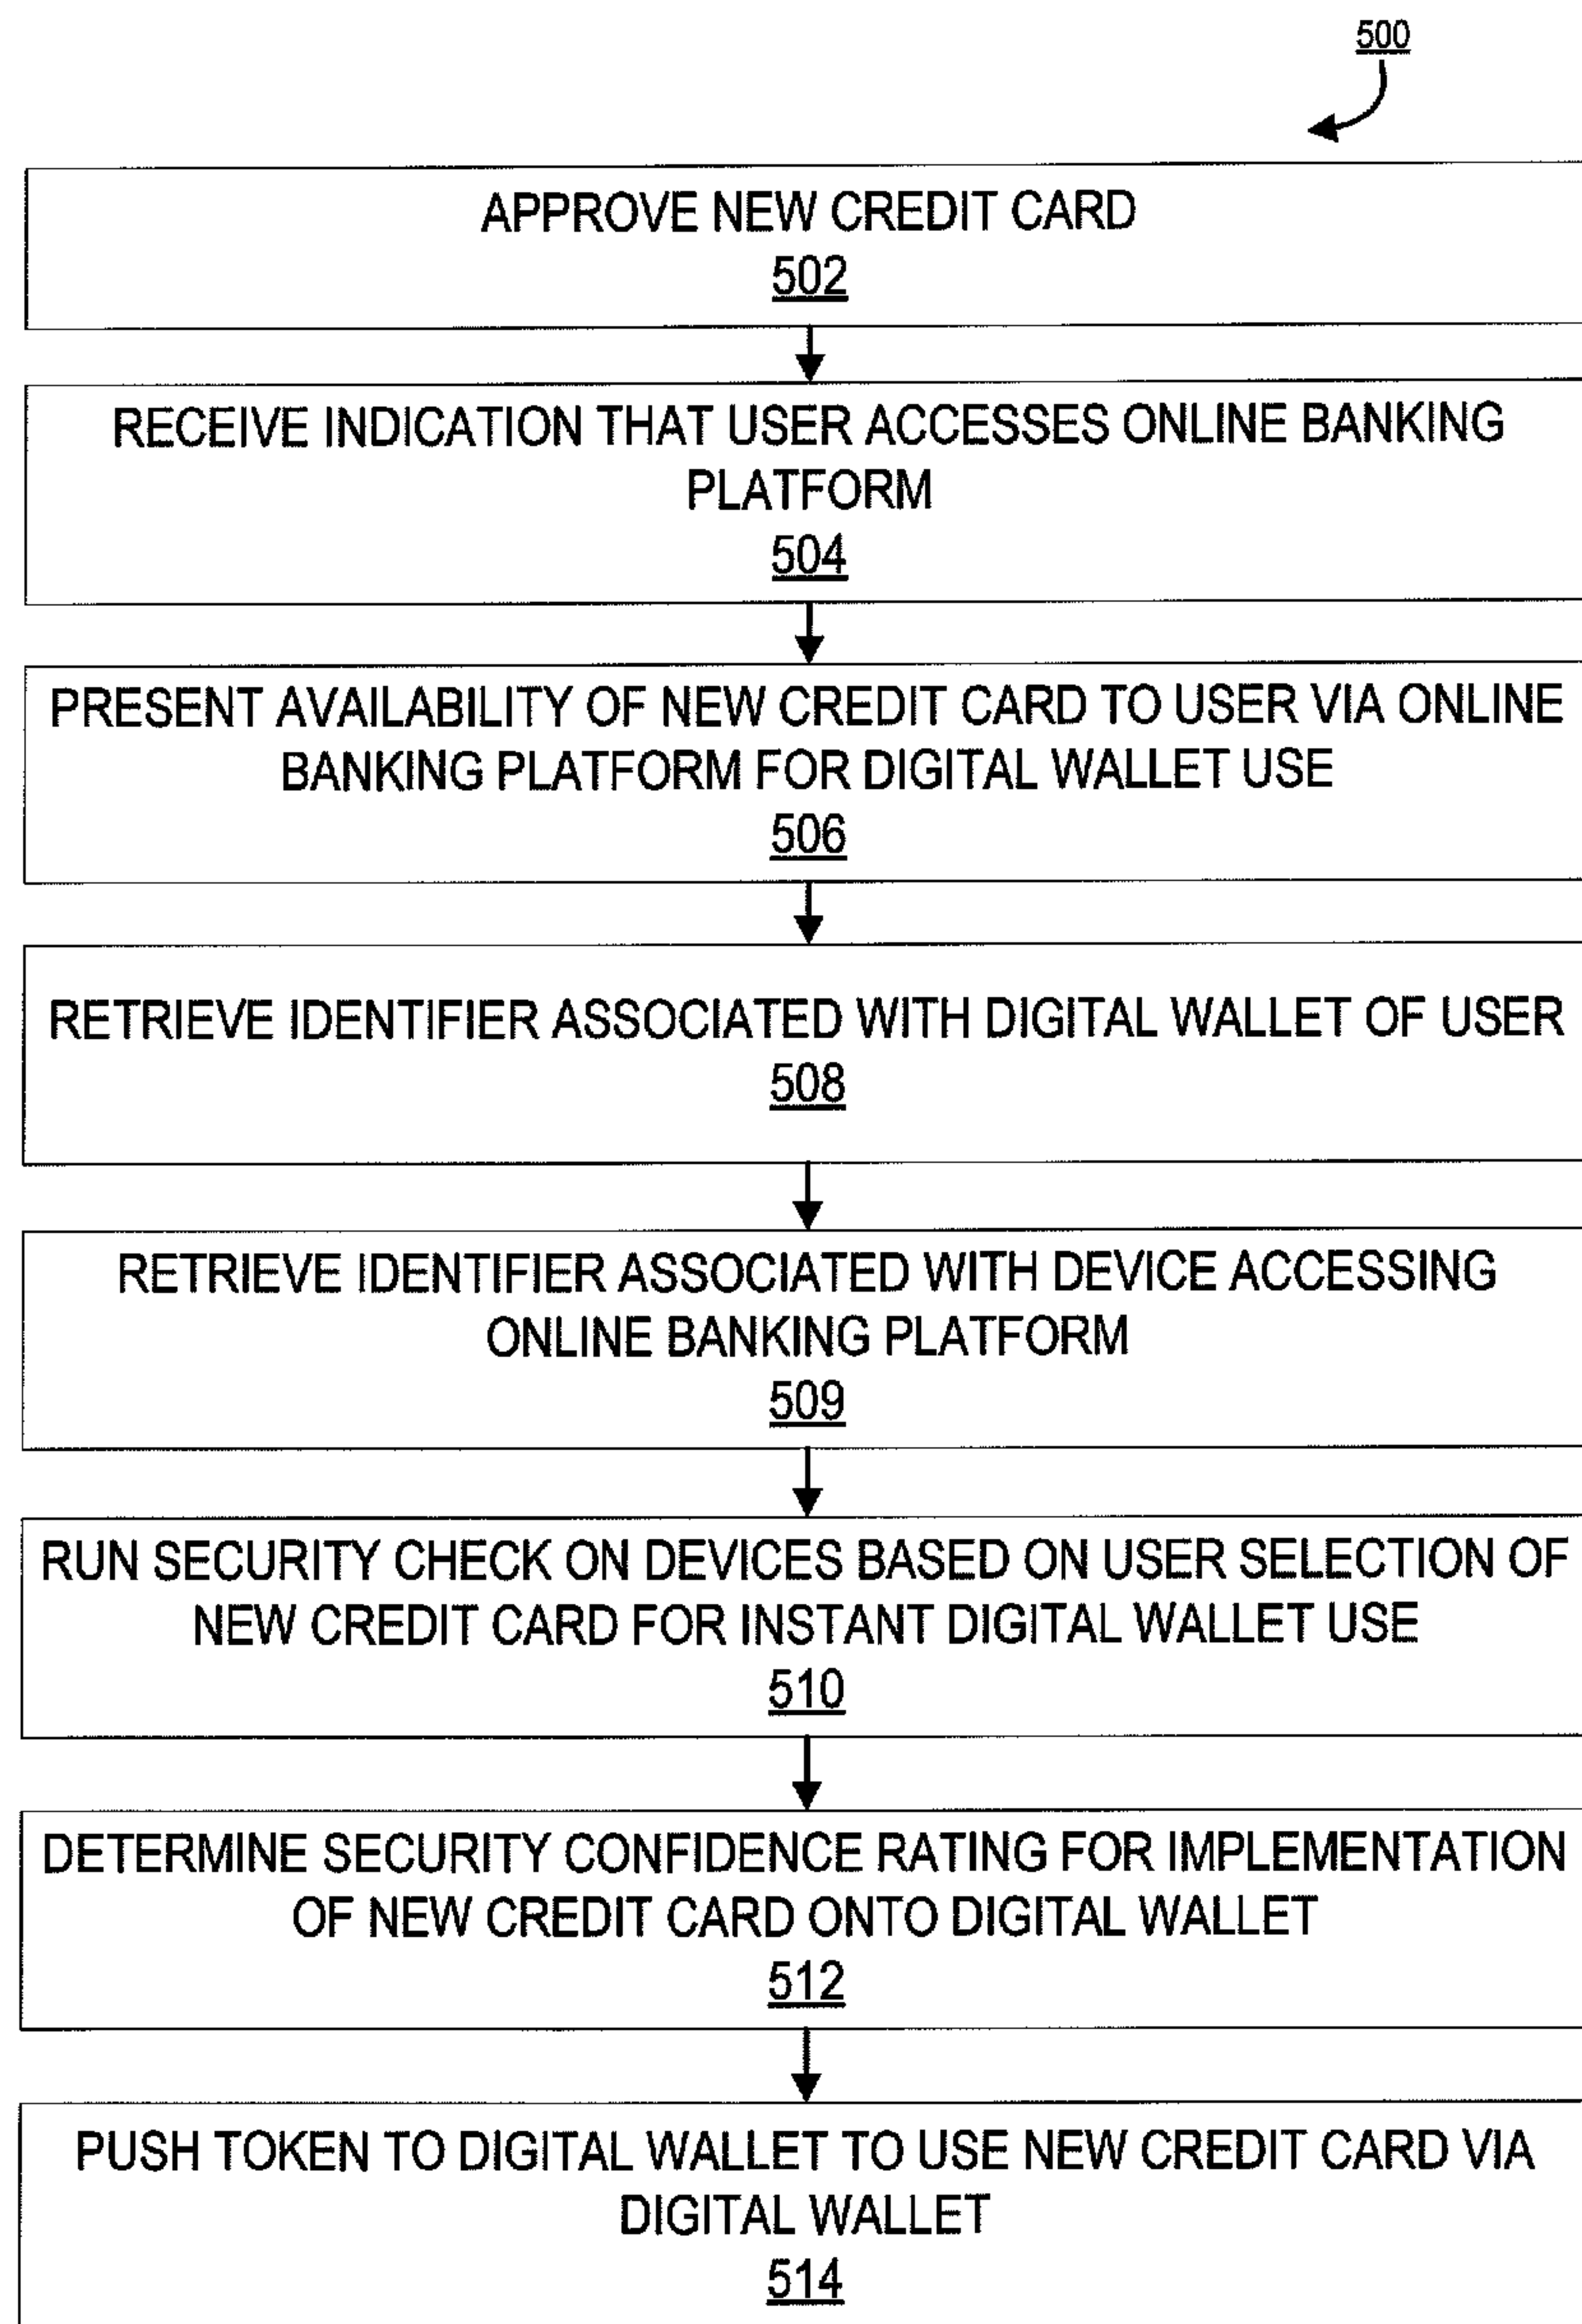 500
APPROVE NEW CREDIT CARD
502
RECEIVE INDICATION THAT USER ACCESSES ONLINE BANKING
PLATFORM
504
PRESENT AVAILABILITY OF NEW CREDIT CARD TO USER VIA ONLINE
BANKING PLATFORM FOR DIGITAL WALLET USE
506
RETRIEVE IDENTIFIER ASSOCIATED WITH DIGITAL WALLET OF USER
508
RETRIEVE IDENTIFIER ASSOCIATED WITH DEVICE ACCESSING
ONLINE BANKING PLATFORM
509
RUN SECURITY CHECK ON DEVICES BASED ON USER SELECTION OF
NEW CREDIT CARD FOR INSTANT DIGITAL WALLET USE
510
DETERMINE SECURITY CONFIDENCE RATING FOR IMPLEMENTATION
OF NEW CREDIT CARD ONTO DIGITAL WALLET
512
PUSH TOKEN TO DIGITAL WALLET TO USE NEW CREDIT CARD VIA
DIGITAL WALLET
514